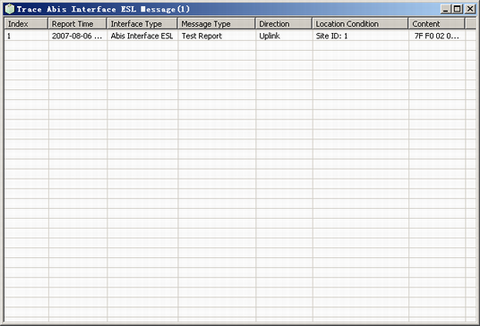 Trace Abis Interface ESL Message(1)
Index Report Time Interface Type Message Type Direction Location Condition Content
1 2007-08-06 ... Abis Interface ESL Test Report Uplink Site ID: 1 7F F0 02 0...